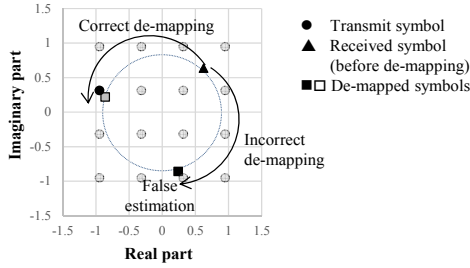 Correct de-mapping
1.5
1
0.5
0
-0.5
-1
-1.5
Imaginary part
-1.5
-1
-0.5
0
0.5
1
1.5
Real part
Incorrect
de-mapping
False
estimation
Transmit symbol
Received symbol
(before de-mapping)
De-mapped symbols